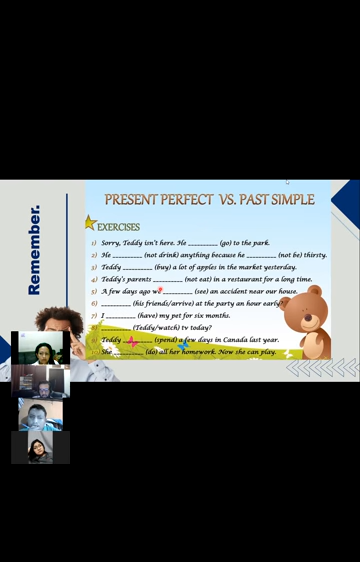 Remember.
PRESENT PERFECT VS. PAST SIMPLE
EXERCISES
1) Sorry, Teddy isn't here. He ________ (go) to the park.
2) He ________ (not drink) anything because he ________ (not be) thirsty.
3) Teddy ________ (buy) a lot of apples in the market yesterday.
4) Teddy's parents ________ (not eat) in a restaurant for a long time.
5) A few days ago we ________ (see) an accident near our house.
6) ________ (his friends/arrive) at the party an hour early?
7) I ________ (have) my pet for six months.
8) ________ (Teddy/watch) tv today?
9) Teddy ________ (spend) a few days in Canada last year.
10) She ________ (do) all her homework. Now she can play.